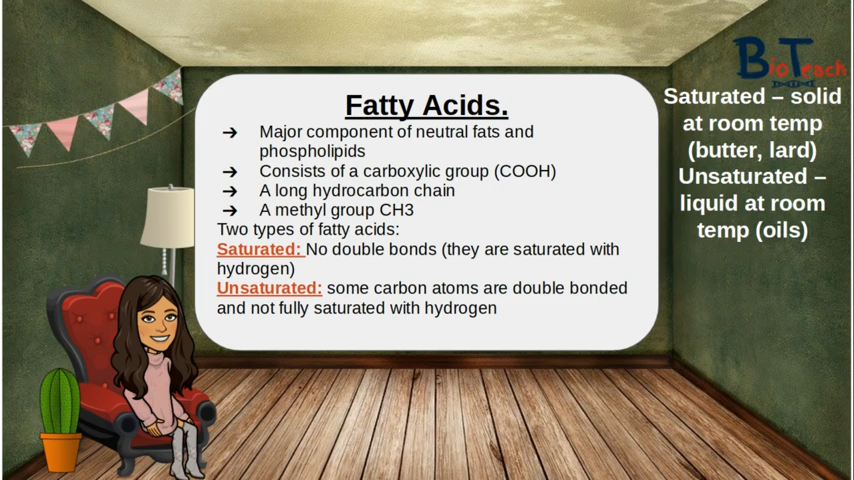 BioTeach
Fatty Acids.
➔ Major component of neutral fats and
phospholipids
➔ Consists of a carboxylic group (COOH)
➔ A long hydrocarbon chain
➔ A methyl group CH3
Two types of fatty acids:
Saturated: No double bonds (they are saturated with
hydrogen)
Unsaturated: some carbon atoms are double bonded
and not fully saturated with hydrogen
Saturated – solid
at room temp
(butter, lard)
Unsaturated –
liquid at room
temp (oils)